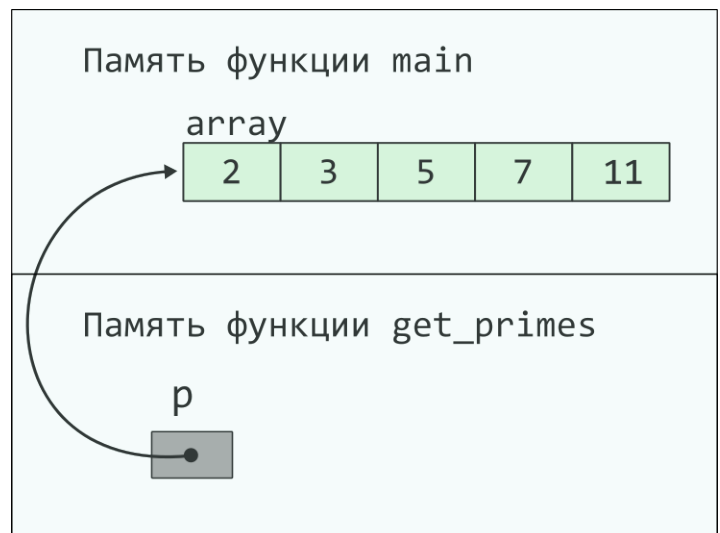 Память функции main
array
2 3 5 7 11
Память функции get_primes
p